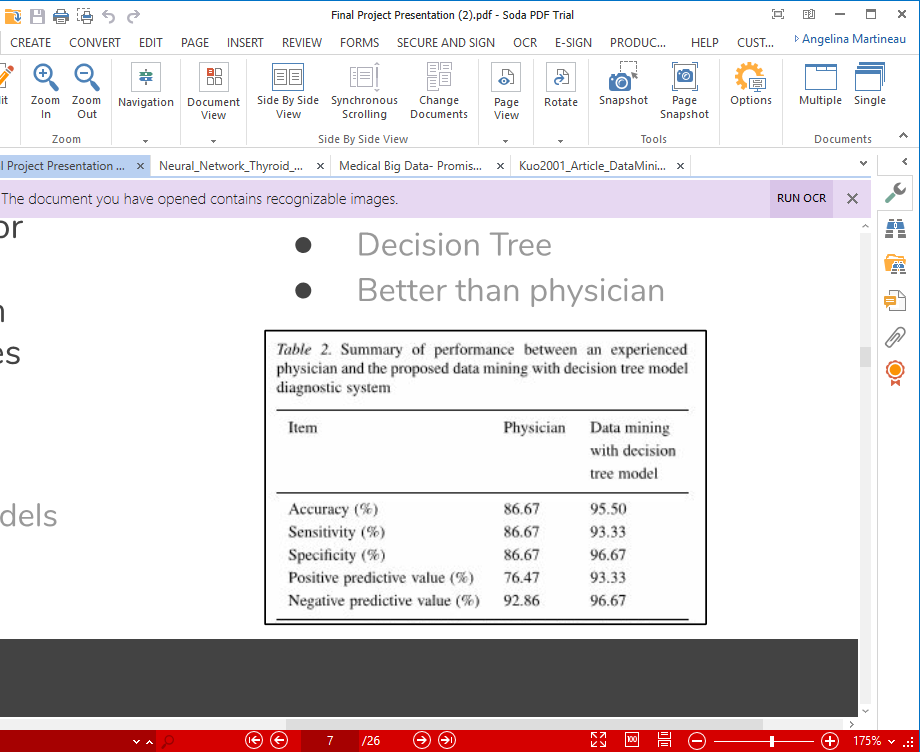 Final Project Presentation (2).pdf - Soda PDF Trial
CREATE CONVERT EDIT PAGE INSERT REVIEW FORMS SECURE AND SIGN OCR E-SIGN PRODUC... HELP CUST... Angelina Martineau
Zoom In
Zoom Out
Navigation
Document View
Side By Side View
Synchronous Scrolling
Change Documents
Page View
Rotate
Snapshot
Page Snapshot
Options
Multiple
Single
Zoom
Side By Side View
Tools
Documents
l Project Presentation ... × Neural_Network_Thyroid_... × Medical Big Data- Promis... × Kuo2001_Article_DataMini... ×
The document you have opened contains recognizable images. RUN OCR
or
es
dels
● Decision Tree
● Better than physician
Table 2. Summary of performance between an experienced
physician and the proposed data mining with decision tree model
diagnostic system
Item Physician Data mining
with decision
tree model
Accuracy (%) 86.67 95.50
Sensitivity (%) 86.67 93.33
Specificity (%) 86.67 96.67
Positive predictive value (%) 76.47 93.33
Negative predictive value (%) 92.86 96.67
7 /26 100 175%